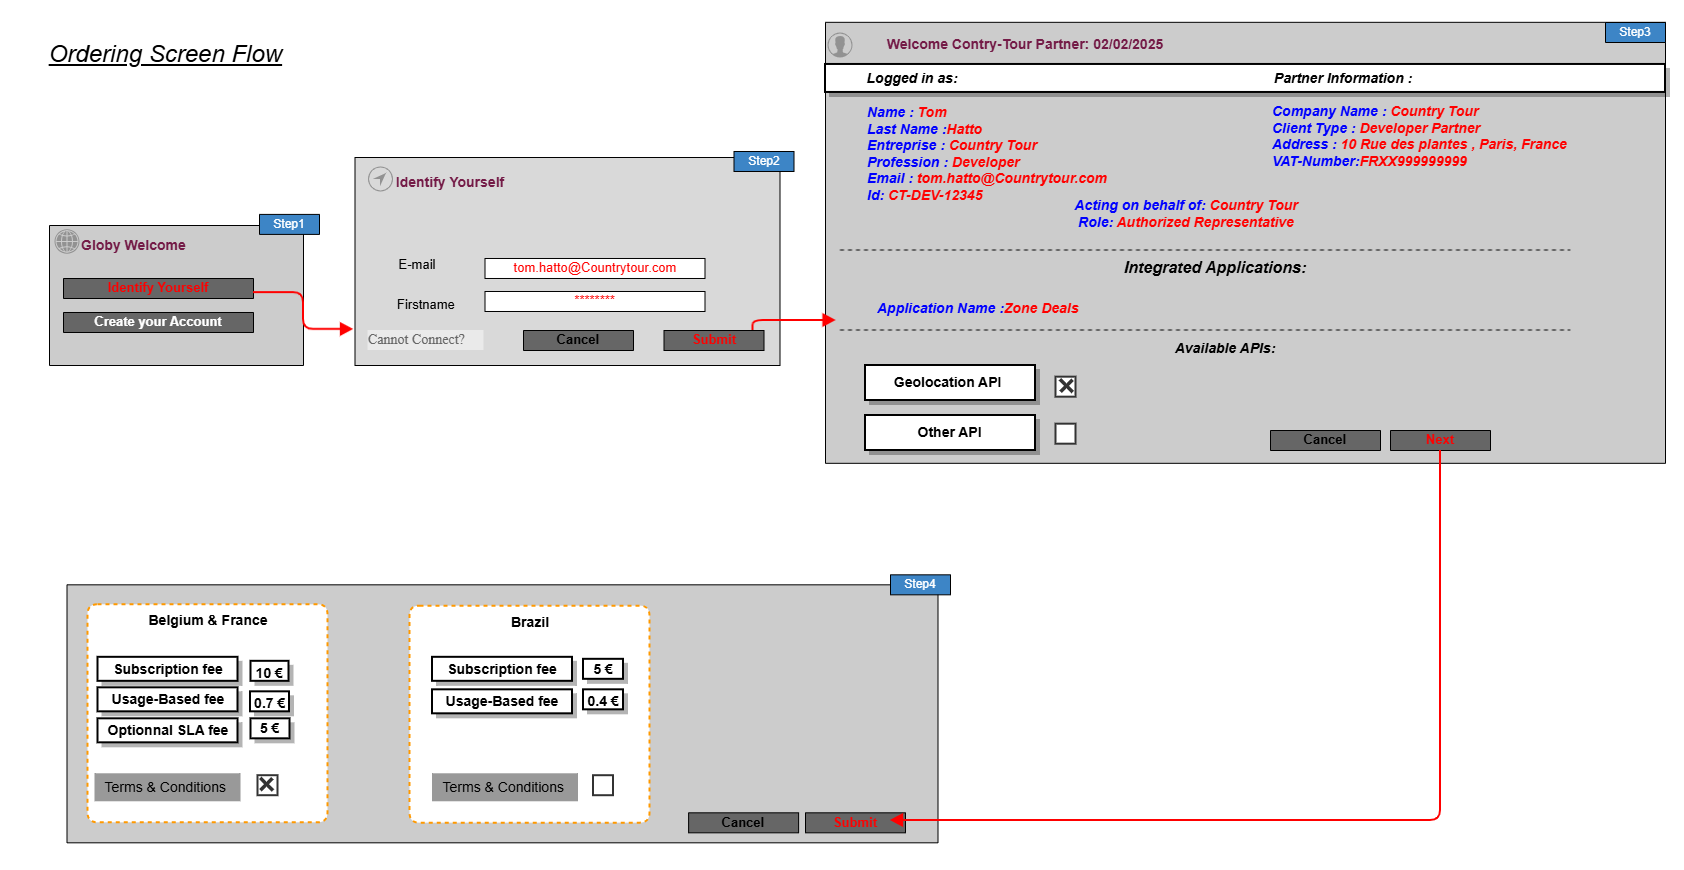 Ordering Screen Flow
Step1
Globy Welcome
Identify Yourself
Create your Account
Step2
Identify Yourself
E-mail
tom.hatto@Countrytour.com
Firstname
********
Cannot Connect?
Cancel
Submit
Step3
Welcome Contry-Tour Partner: 02/02/2025
Logged in as:
Partner Information :
Name : Tom
Last Name :Hatto
Entreprise : Country Tour
Profession : Developer
Email : tom.hatto@Countrytour.com
Id: CT-DEV-12345
Company Name : Country Tour
Client Type : Developer Partner
Address : 10 Rue des plantes , Paris, France
VAT-Number:FRXX999999999
Acting on behalf of: Country Tour
Role: Authorized Representative
Integrated Applications:
Application Name :Zone Deals
Available APIs:
Geolocation API
Other API
Cancel
Next
Step4
Belgium & France
Subscription fee
10 €
Usage-Based fee
0.7 €
Optionnal SLA fee
5 €
Terms & Conditions
Brazil
Subscription fee
5 €
Usage-Based fee
0.4 €
Terms & Conditions
Cancel
Submit